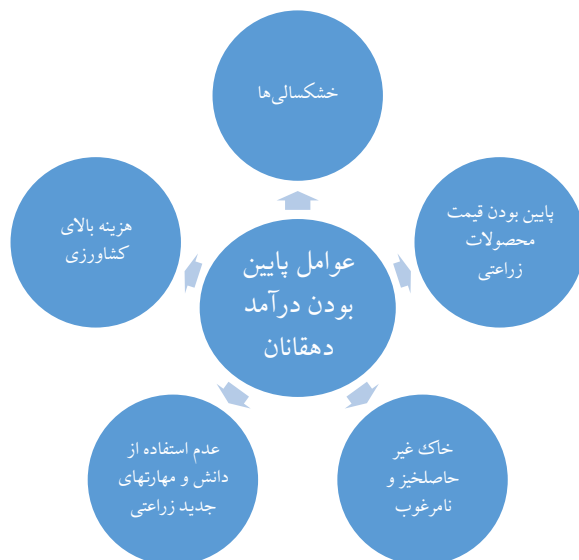 خشکسالی‌ها
پایین بودن قیمت
محصولات
زراعتی
هزینه بالای
کشاورزی
عوامل پایین
بودن درآمد
دهقانان
خاک غیر
حاصلخیز و
نامرغوب
عدم استفاده از
دانش و مهارتهای
جدید زراعتی